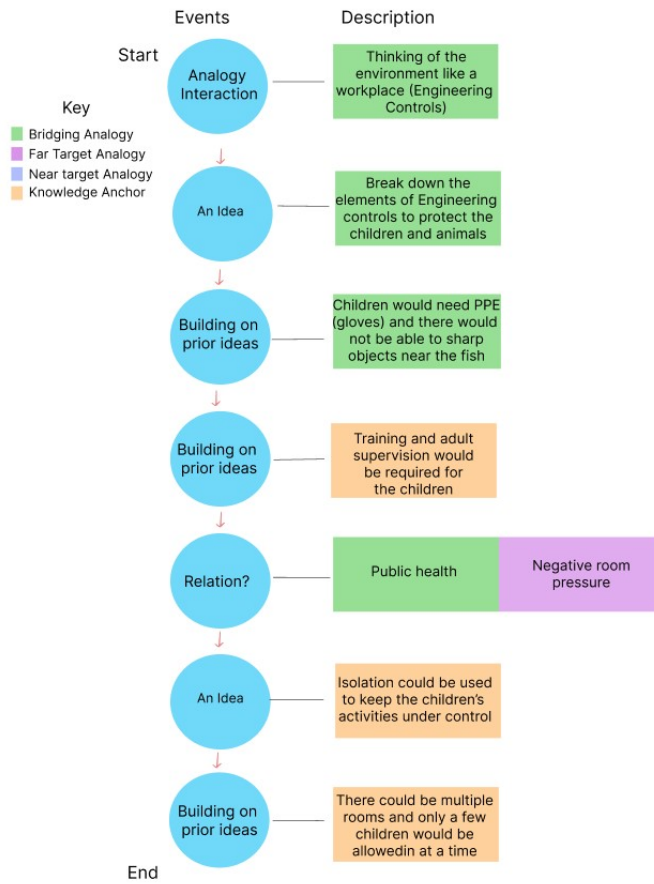 Events
Description
Start
Analogy
Interaction
Thinking of the
environment like a
workplace (Engineering
Controls)
Key
Bridging Analogy
Far Target Analogy
Near target Analogy
Knowledge Anchor
An Idea
Break down the
elements of Engineering
controls to protect the
children and animals
Building on
prior ideas
Children would need PPE
(gloves) and there would
not be able to sharp
objects near the fish
Building on
prior ideas
Training and adult
supervision would
be required for
the children
Relation?
Public health
Negative room
pressure
An Idea
Isolation could be used
to keep the children's
activities under control
Building on
prior ideas
There could be multiple
rooms and only a few
children would be
allowedin at a time
End